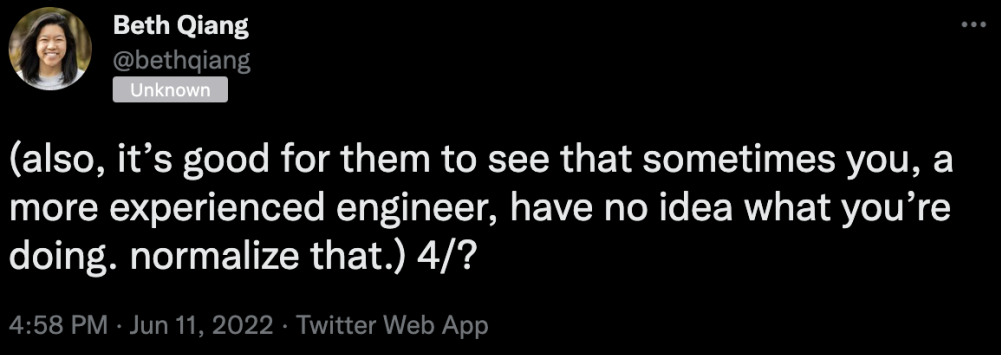 Beth Qiang
@bethqiang
Unknown
(also, it’s good for them to see that sometimes you, a
more experienced engineer, have no idea what you’re
doing. normalize that.) 4/?
4:58 PM · Jun 11, 2022 · Twitter Web App